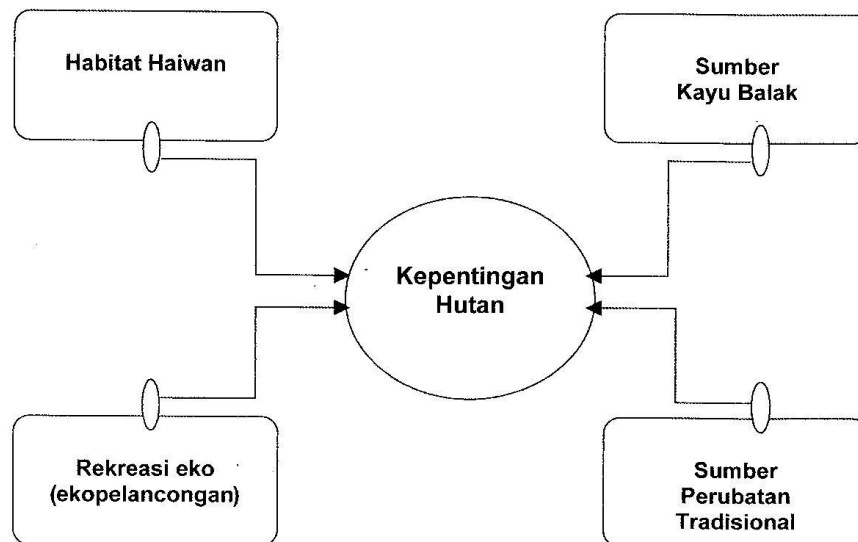 Habitat Haiwan
Sumber
Kayu Balak
Kepentingan
Hutan
Rekreasi eko
(ekopelancongan)
Sumber
Perubatan
Tradisional